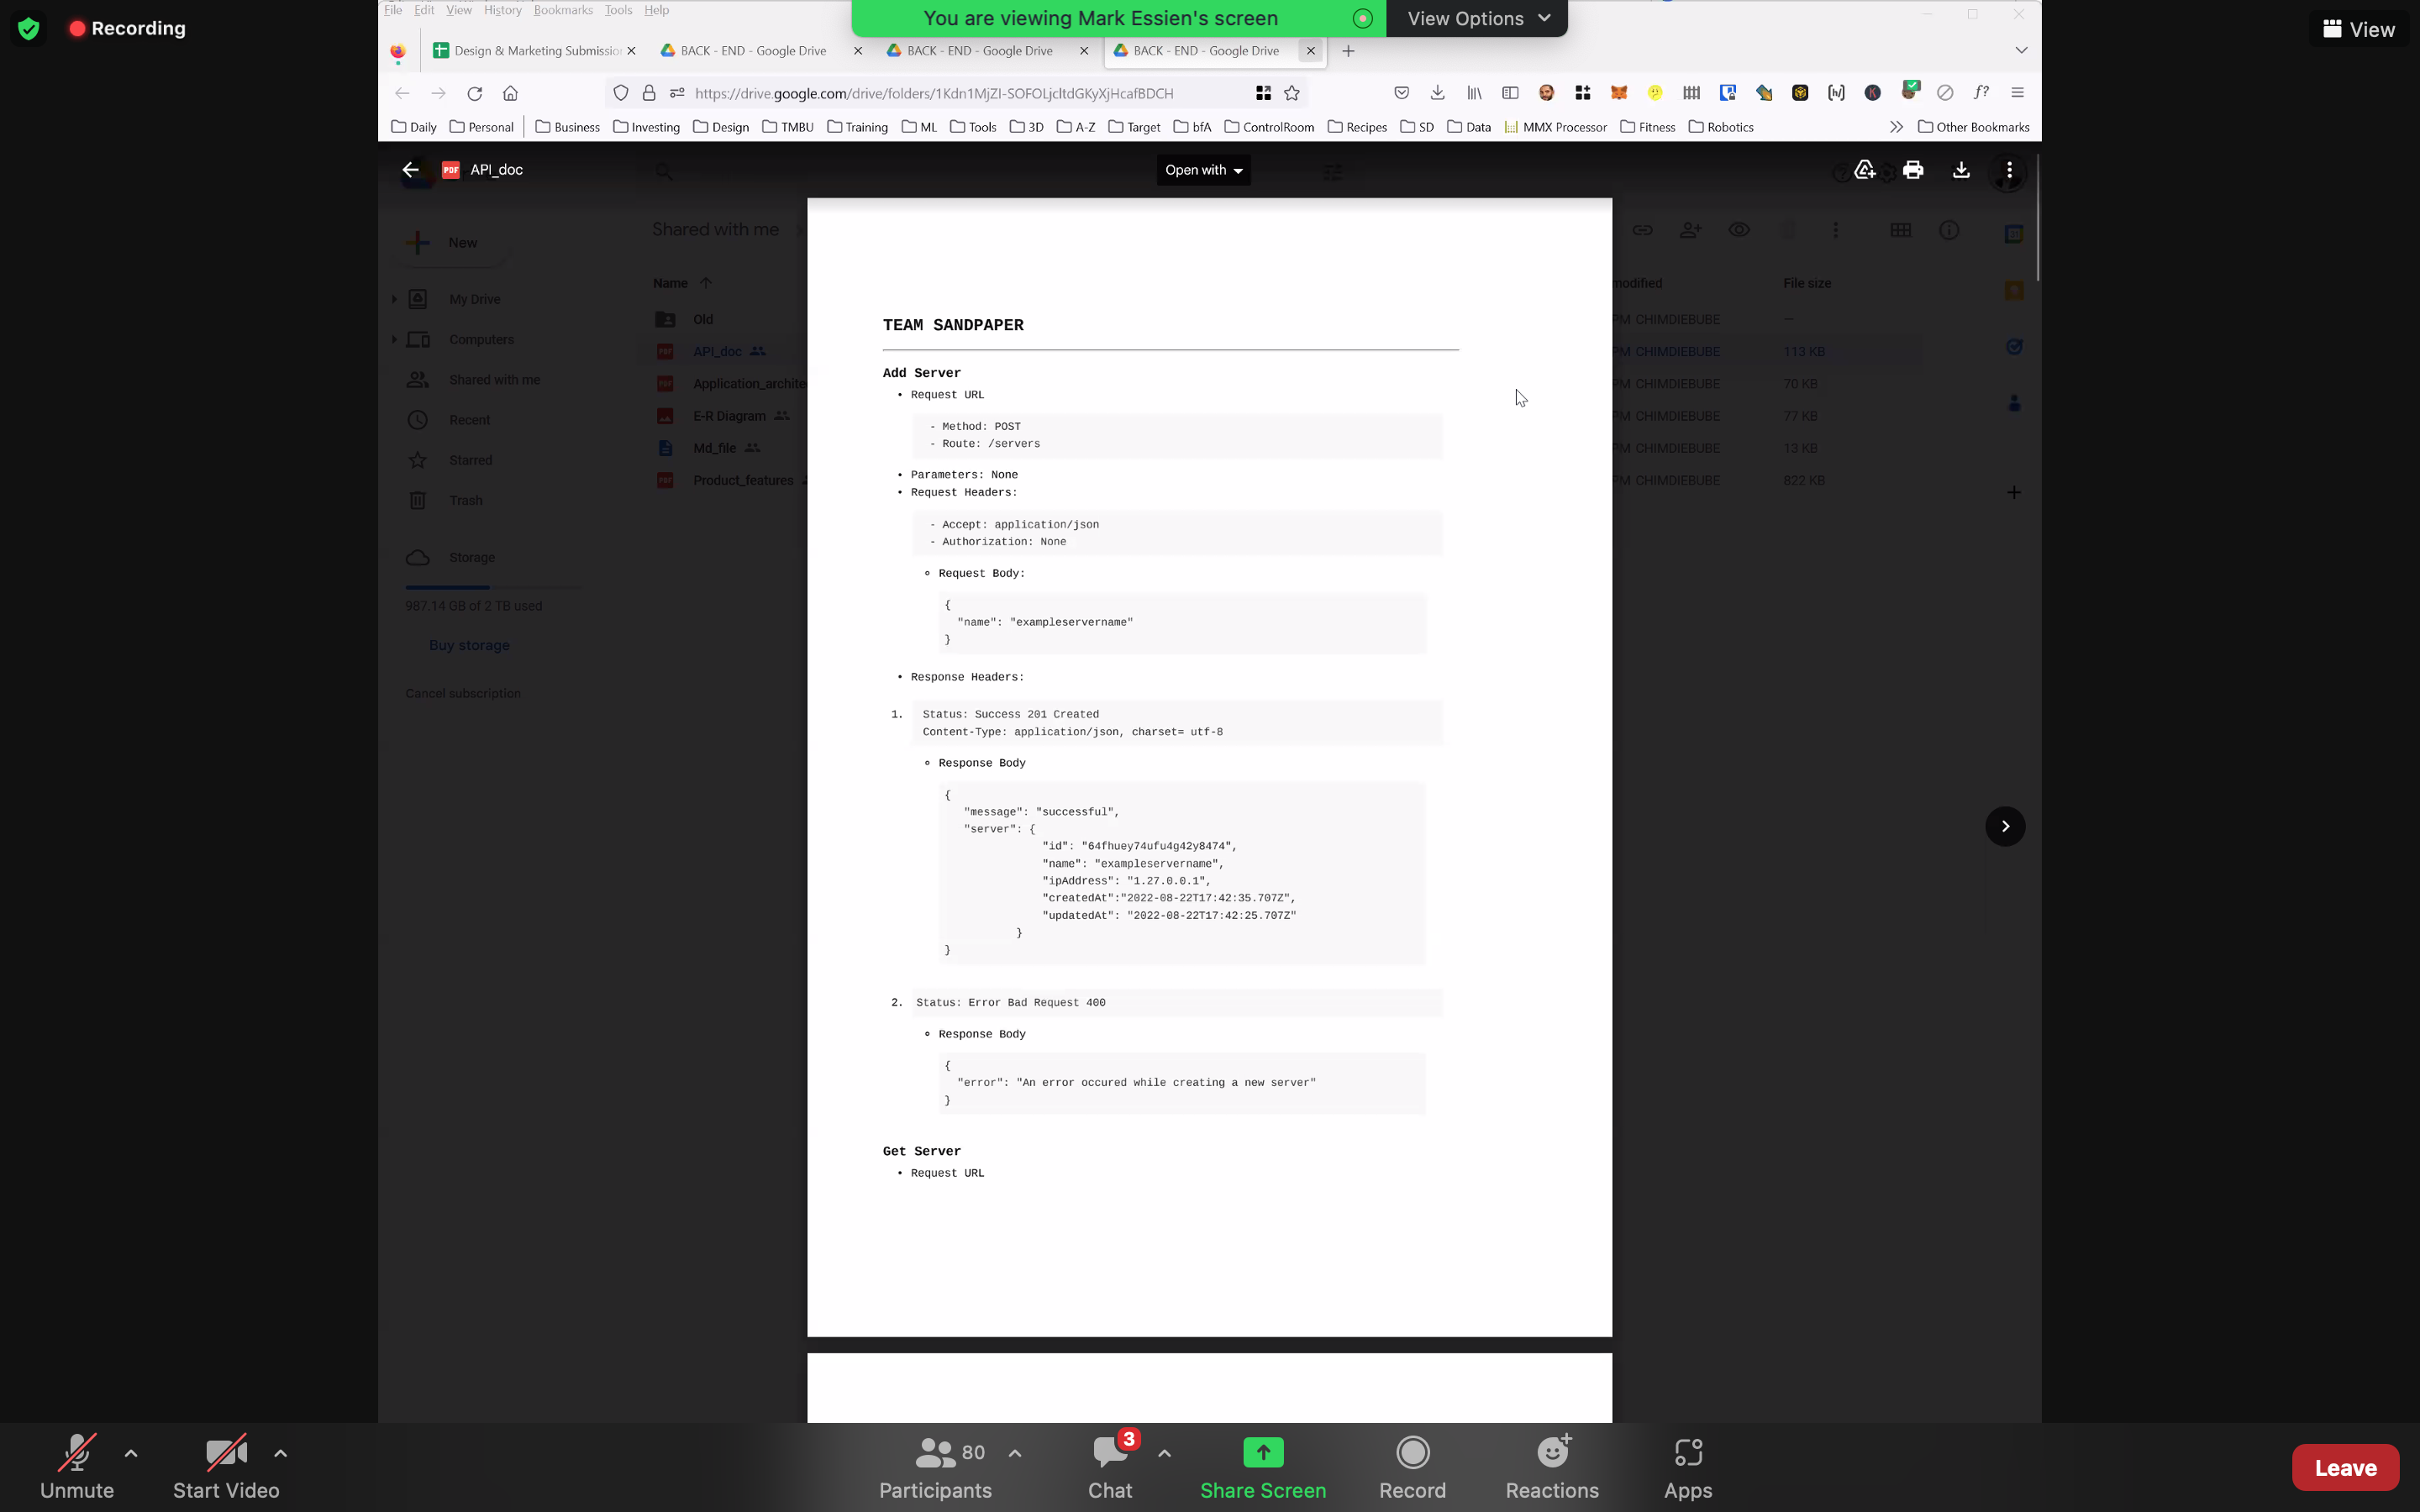 Recording
File Edit View History Bookmarks Tools Help
You are viewing Mark Essien's screen
View Options
View
Design & Marketing Submission
BACK - END - Google Drive
BACK - END - Google Drive
BACK - END - Google Drive
https://drive.google.com/drive/folders/1Kdn1MjZI-SOFOLjcltdGKyXjHcafBDCH
Daily Personal Business Investing Design TMBU Training ML Tools 3D A-Z Target bfA ControlRoom Recipes SD Data MMX Processor Fitness Robotics Other Bookmarks
PDF API_doc
Open with
New
Shared with me
My Drive
Computers
Shared with me
Recent
Starred
Trash
Storage
987.14 GB of 2 TB used
Buy storage
Cancel subscription
Name
modified
File size
Old
PM CHIMDIEBUBE
API_doc
PM CHIMDIEBUBE 113 KB
PM CHIMDIEBUBE 70 KB
E-R Diagram
PM CHIMDIEBUBE 77 KB
Md_file
PM CHIMDIEBUBE 13 KB
Product_features
PM CHIMDIEBUBE 822 KB
TEAM SANDPAPER
Add Server
• Request URL
- Method: POST
- Route: /servers
• Parameters: None
• Request Headers:
- Accept: application/json
- Authorization: None
Request Body:
{
"name": "exampleservername"
}
• Response Headers:
1. Status: Success 201 Created
Content-Type: application/json, charset= utf-8
Response Body
{
"message": "successful",
"server": {
"id": "64fhuey74ufu4g42y8474",
"name": "exampleservername",
"ipAddress": "1.27.0.0.1",
"createdAt":"2022-08-22T17:42:35.707Z",
"updatedAt": "2022-08-22T17:42:25.707Z"
}
}
2. Status: Error Bad Request 400
Response Body
{
"error": "An error occured while creating a new server"
}
Get Server
• Request URL
Unmute
Start Video
80
Participants
3
Chat
Share Screen
Record
Reactions
Apps
Leave